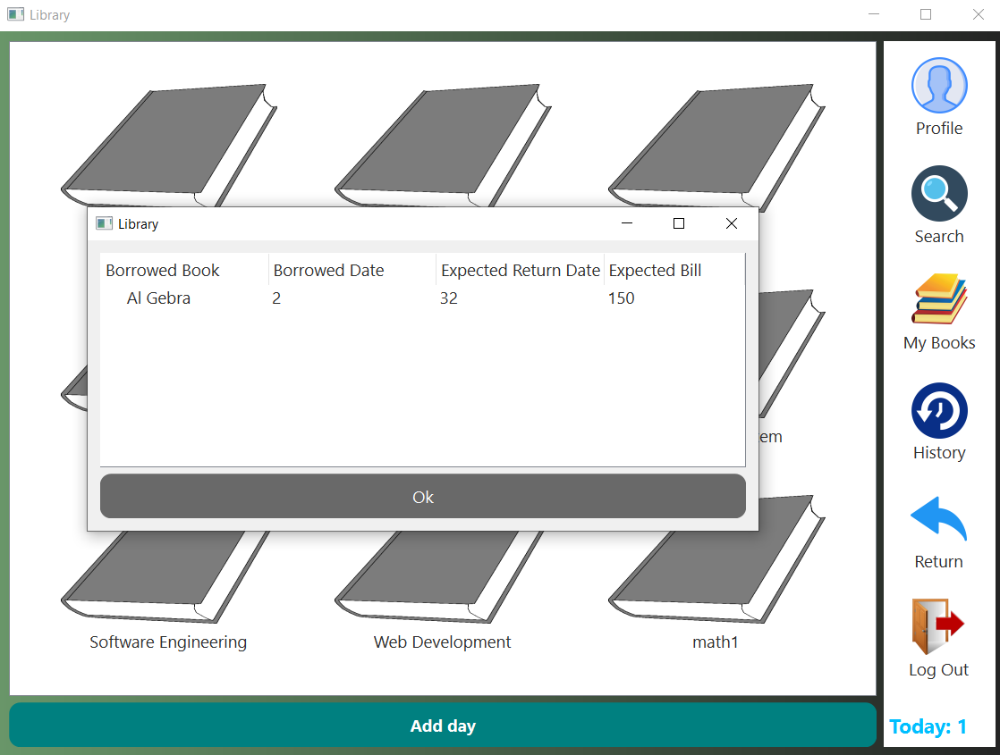 Library
Profile
Search
My Books
History
Return
Log Out
Today: 1
Library
Borrowed Book Borrowed Date Expected Return Date Expected Bill
Al Gebra 2 32 150
Ok
em
Software Engineering Web Development math1
Add day